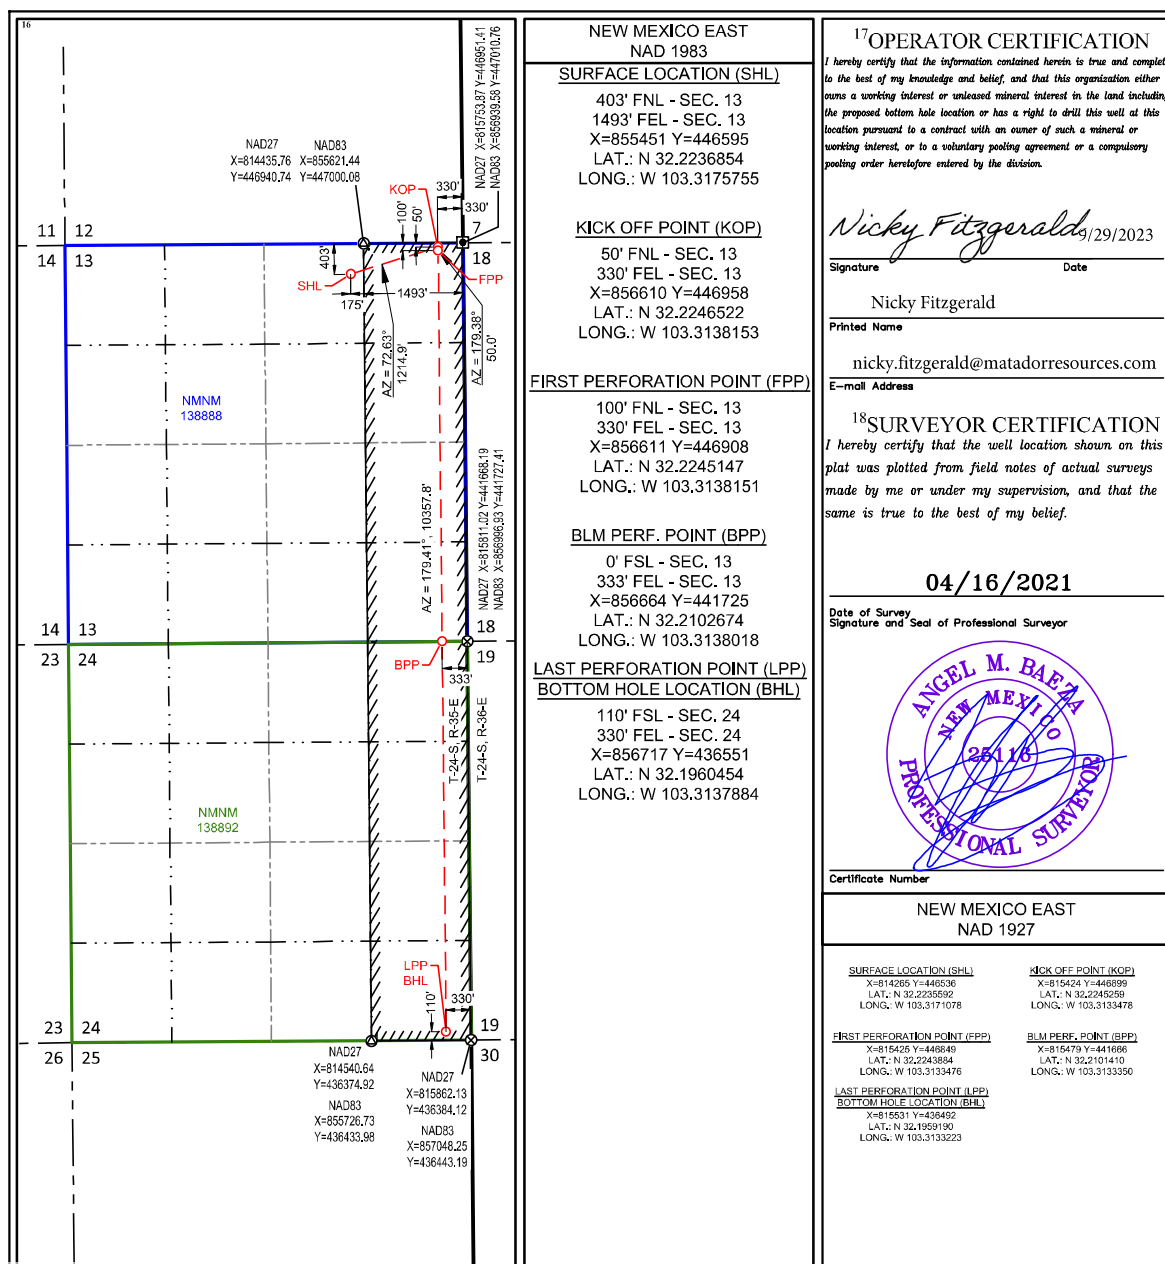 16
NAD27 X=815753.87 Y=446951.41
NAD83 X=856939.58 Y=447010.76
NAD27
X=814435.76
Y=446940.74
NAD83
X=855621.44
Y=447000.08
330'
KOP
100'
50'
330'
11
12
7
14
13
18
403'
SHL
FPP
175'
1493'
AZ = 72.63°
1214.9'
AZ = 179.38°
50.0'
NMNM
138888
AZ = 179.41°, 10357.8'
NAD27 X=815811.02 Y=441668.19
NAD83 X=856996.93 Y=441727.41
14
13
18
23
24
19
BPP
333'
T-24-S, R-35-E
T-24-S, R-36-E
NMNM
138892
LPP
BHL
110'
330'
23
24
19
26
25
30
NAD27
X=814540.64
Y=436374.92
NAD83
X=855726.73
Y=436433.98
NAD27
X=815862.13
Y=436384.12
NAD83
X=857048.25
Y=436443.19
NEW MEXICO EAST
NAD 1983
SURFACE LOCATION (SHL)
403' FNL - SEC. 13
1493' FEL - SEC. 13
X=855451 Y=446595
LAT.: N 32.2236854
LONG.: W 103.3175755
KICK OFF POINT (KOP)
50' FNL - SEC. 13
330' FEL - SEC. 13
X=856610 Y=446958
LAT.: N 32.2246522
LONG.: W 103.3138153
FIRST PERFORATION POINT (FPP)
100' FNL - SEC. 13
330' FEL - SEC. 13
X=856611 Y=446908
LAT.: N 32.2245147
LONG.: W 103.3138151
BLM PERF. POINT (BPP)
0' FSL - SEC. 13
333' FEL - SEC. 13
X=856664 Y=441725
LAT.: N 32.2102674
LONG.: W 103.3138018
LAST PERFORATION POINT (LPP)
BOTTOM HOLE LOCATION (BHL)
110' FSL - SEC. 24
330' FEL - SEC. 24
X=856717 Y=436551
LAT.: N 32.1960454
LONG.: W 103.3137884
17OPERATOR CERTIFICATION
I hereby certify that the information contained herein is true and complet
to the best of my knowledge and belief, and that this organization either
owns a working interest or unleased mineral interest in the land including
the proposed bottom hole location or has a right to drill this well at this
location pursuant to a contract with an owner of such a mineral or
working interest, or to a voluntary pooling agreement or a compulsory
pooling order heretofore entered by the division.
Nicky Fitzgerald 9/29/2023
Signature Date
Nicky Fitzgerald
Printed Name
nicky.fitzgerald@matadorresources.com
E-mail Address
18SURVEYOR CERTIFICATION
I hereby certify that the well location shown on this
plat was plotted from field notes of actual surveys
made by me or under my supervision, and that the
same is true to the best of my belief.
04/16/2021
Date of Survey
Signature and Seal of Professional Surveyor
ANGEL M. BAEZA
NEW MEXICO
25116
PROFESSIONAL SURVEYOR
Certificate Number
NEW MEXICO EAST
NAD 1927
SURFACE LOCATION (SHL)
X=814265 Y=446536
LAT.: N 32.2235592
LONG.: W 103.3171078
KICK OFF POINT (KOP)
X=815424 Y=446899
LAT.: N 32.2245259
LONG.: W 103.3133478
FIRST PERFORATION POINT (FPP)
X=815425 Y=446849
LAT.: N 32.2243884
LONG.: W 103.3133476
BLM PERF. POINT (BPP)
X=815479 Y=441666
LAT.: N 32.2101410
LONG.: W 103.3133350
LAST PERFORATION POINT (LPP)
BOTTOM HOLE LOCATION (BHL)
X=815531 Y=436492
LAT.: N 32.1959190
LONG.: W 103.3133223